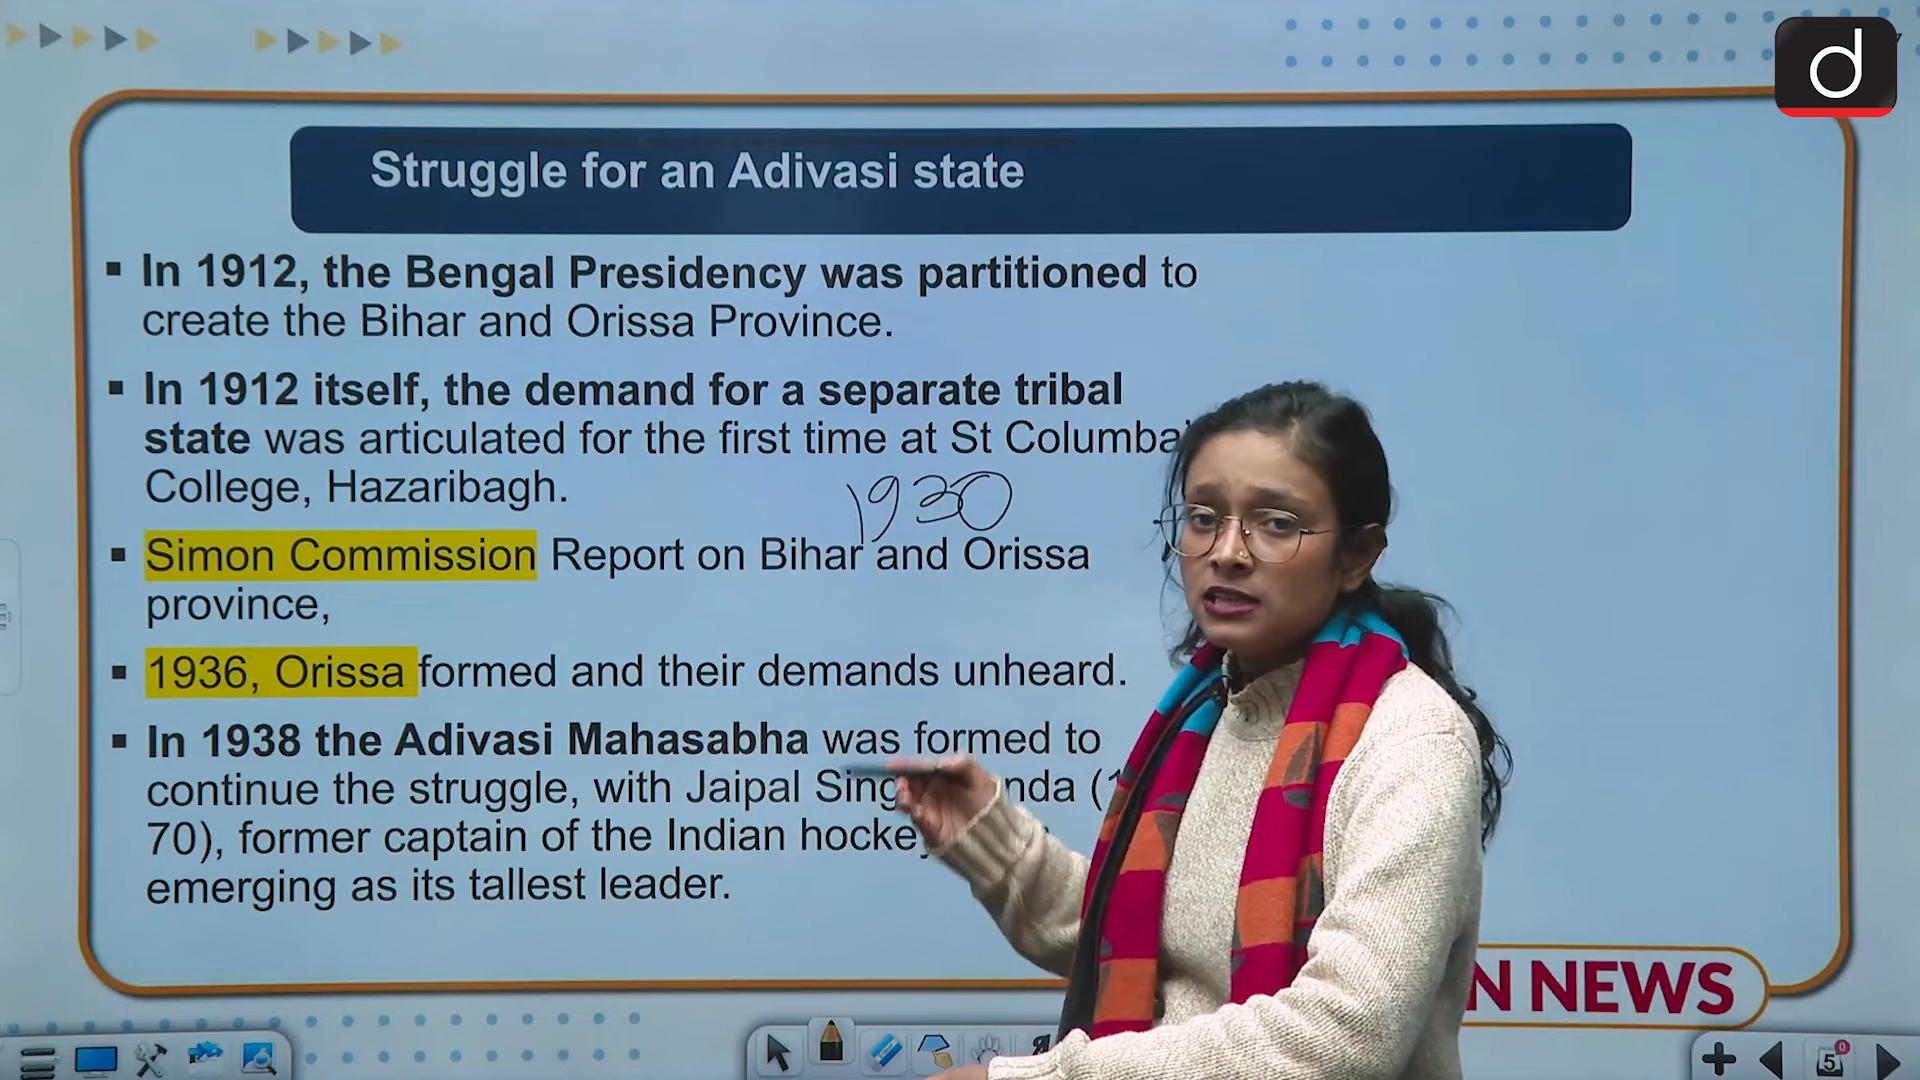 d
Struggle for an Adivasi state
▪ In 1912, the Bengal Presidency was partitioned to
create the Bihar and Orissa Province.
▪ In 1912 itself, the demand for a separate tribal
state was articulated for the first time at St Columba'
College, Hazaribagh.
1930
▪ Simon Commission Report on Bihar and Orissa
province,
▪ 1936, Orissa formed and their demands unheard.
▪ In 1938 the Adivasi Mahasabha was formed to
continue the struggle, with Jaipal
70), former captain of the Indian
emerging as its tallest leader.
NEWS
5
0